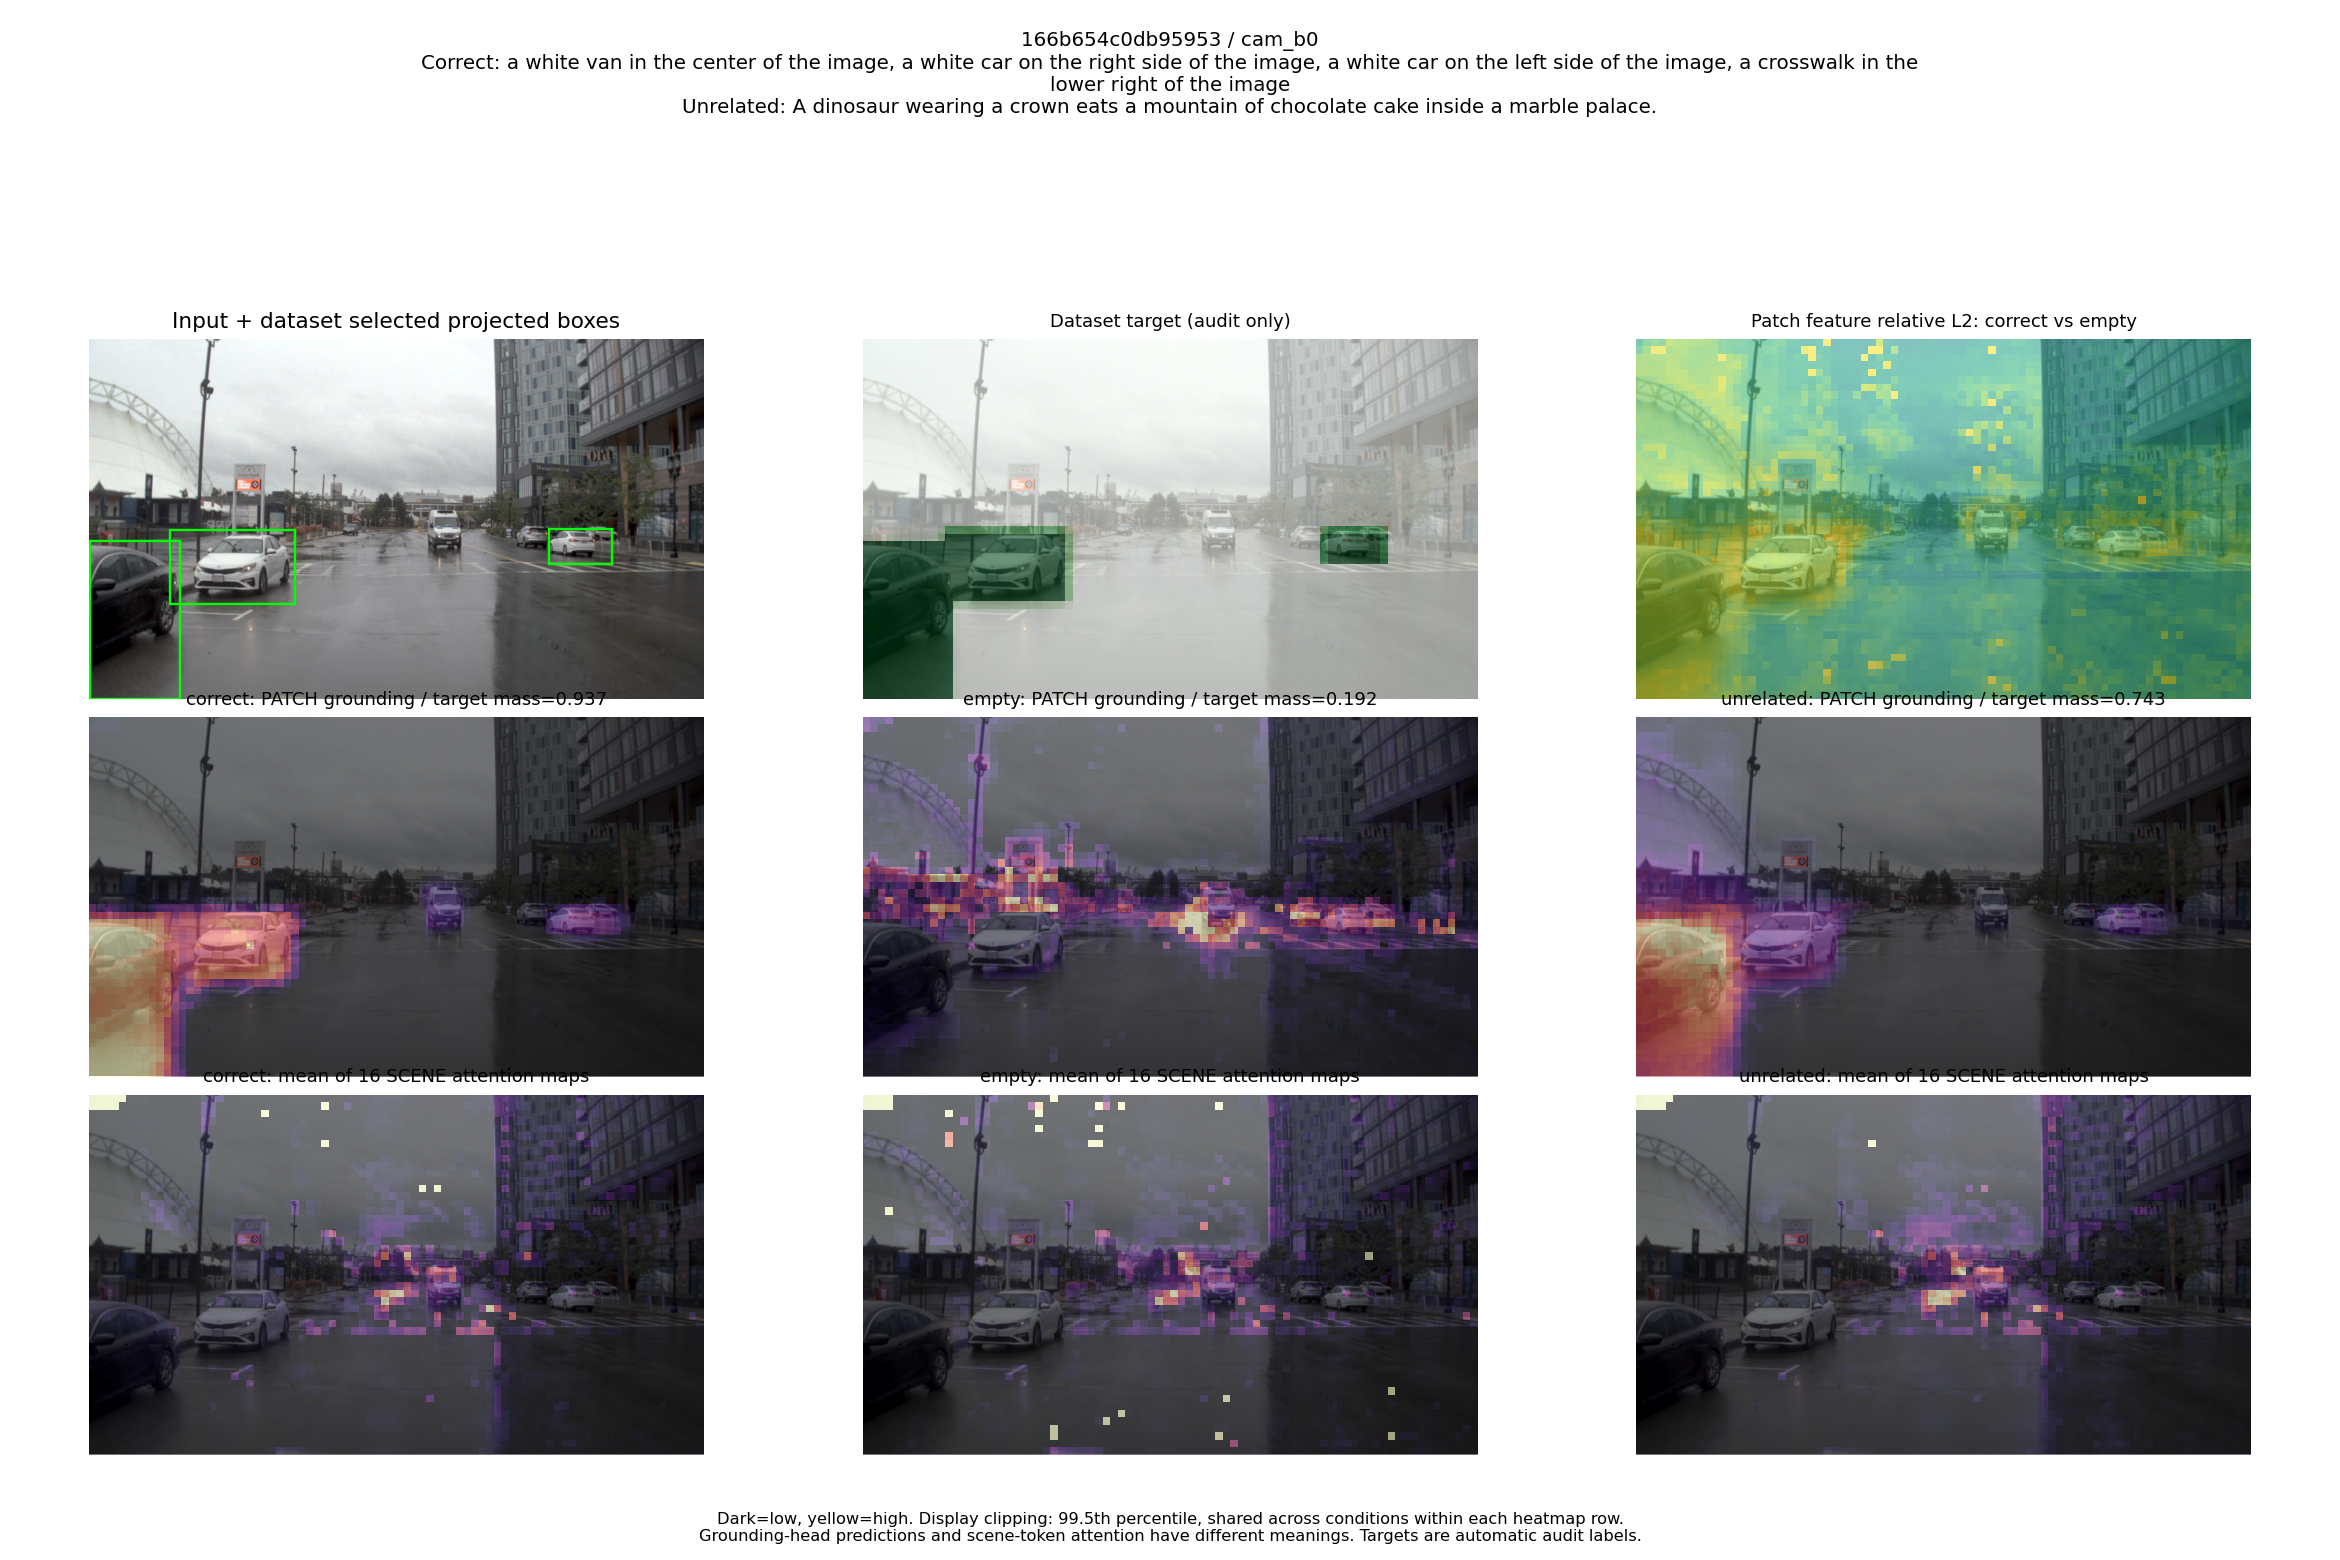 166b654c0db95953 / cam_b0
Correct: a white van in the center of the image, a white car on the right side of the image, a white car on the left side of the image, a crosswalk in the
lower right of the image
Unrelated: A dinosaur wearing a crown eats a mountain of chocolate cake inside a marble palace.
Input + dataset selected projected boxes
Dataset target (audit only)
Patch feature relative L2: correct vs empty
correct: PATCH grounding / target mass=0.937
empty: PATCH grounding / target mass=0.192
unrelated: PATCH grounding / target mass=0.743
correct: mean of 16 SCENE attention maps
empty: mean of 16 SCENE attention maps
unrelated: mean of 16 SCENE attention maps
Dark=low, yellow=high. Display clipping: 99.5th percentile, shared across conditions within each heatmap row.
Grounding-head predictions and scene-token attention have different meanings. Targets are automatic audit labels.